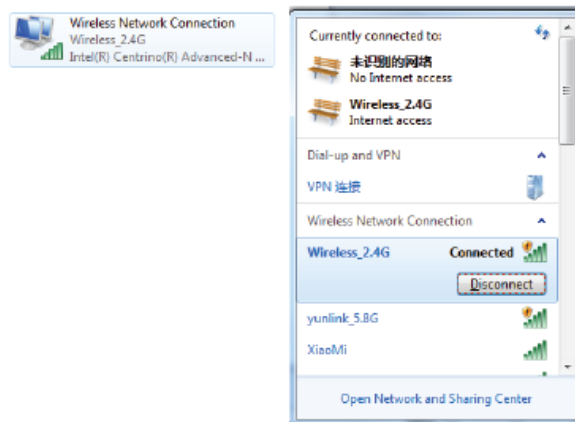 Wireless Network Connection
Wireless_2.4G
Intel(R) Centrino(R) Advanced-N ...
Currently connected to:
未识别的网络
No Internet access
Wireless_2.4G
Internet access
Dial-up and VPN
VPN 连接
Wireless Network Connection
Wireless_2.4G Connected
Disconnect
yunlink_5.8G
XiaoMi
Open Network and Sharing Center